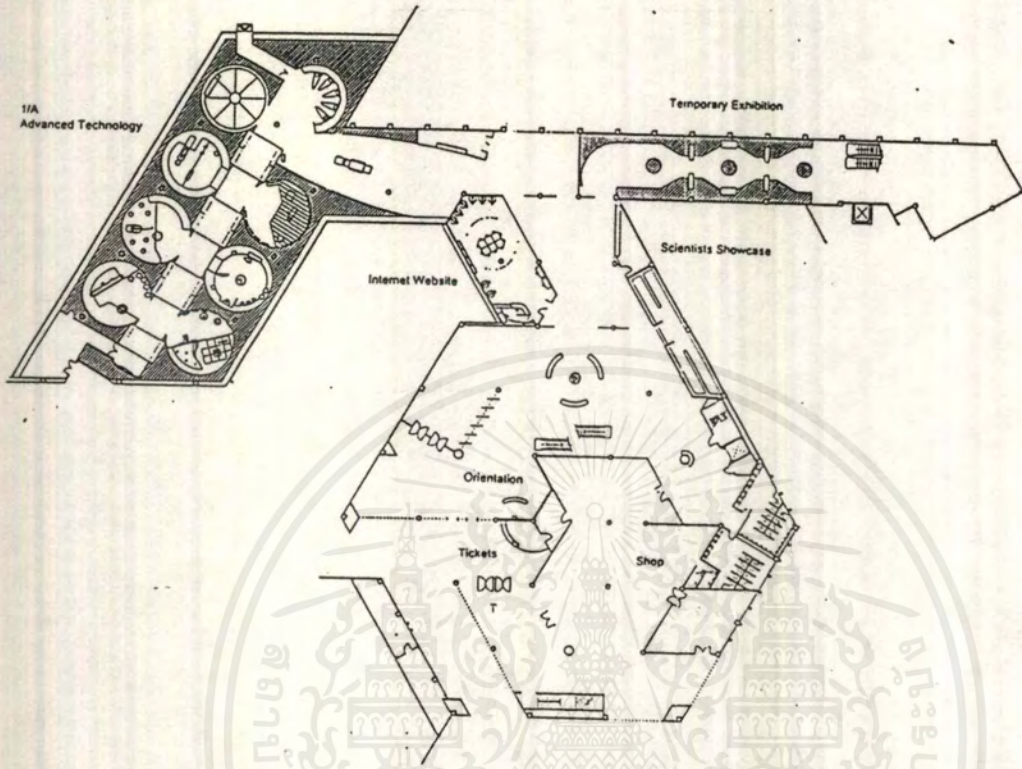 1/A
Advanced Technology
Temporary Exhibition
Scientists Showcase
Internet Website
Orientation
Tickets
Shop
T